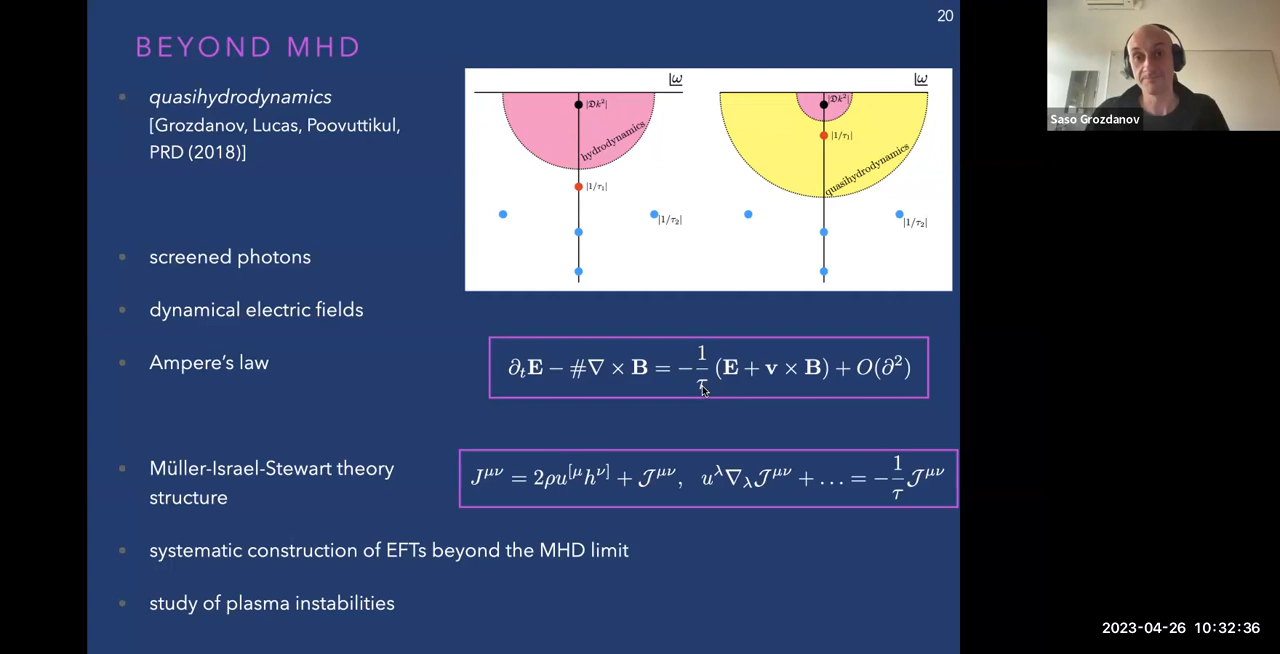 20
BEYOND MHD
quasihydrodynamics
[Grozdanov, Lucas, Poovuttikul,
PRD (2018)]
screened photons
dynamical electric fields
Ampere's law
ω
|𝔇k²|
hydrodynamics
|1/τ₁|
|1/τ₂|
ω
|𝔇k²|
|1/τ₁|
quasihydrodynamics
|1/τ₂|
∂ₜE − #∇ × B = −1/τ (E + v × B) + O(∂²)
Müller-Israel-Stewart theory
structure
J^{μν} = 2ρu^{[μ}h^{ν]} + 𝒥^{μν}, u^λ∇_λ𝒥^{μν} + … = −1/τ 𝒥^{μν}
systematic construction of EFTs beyond the MHD limit
study of plasma instabilities
Saso Grozdanov
2023-04-26 10:32:36